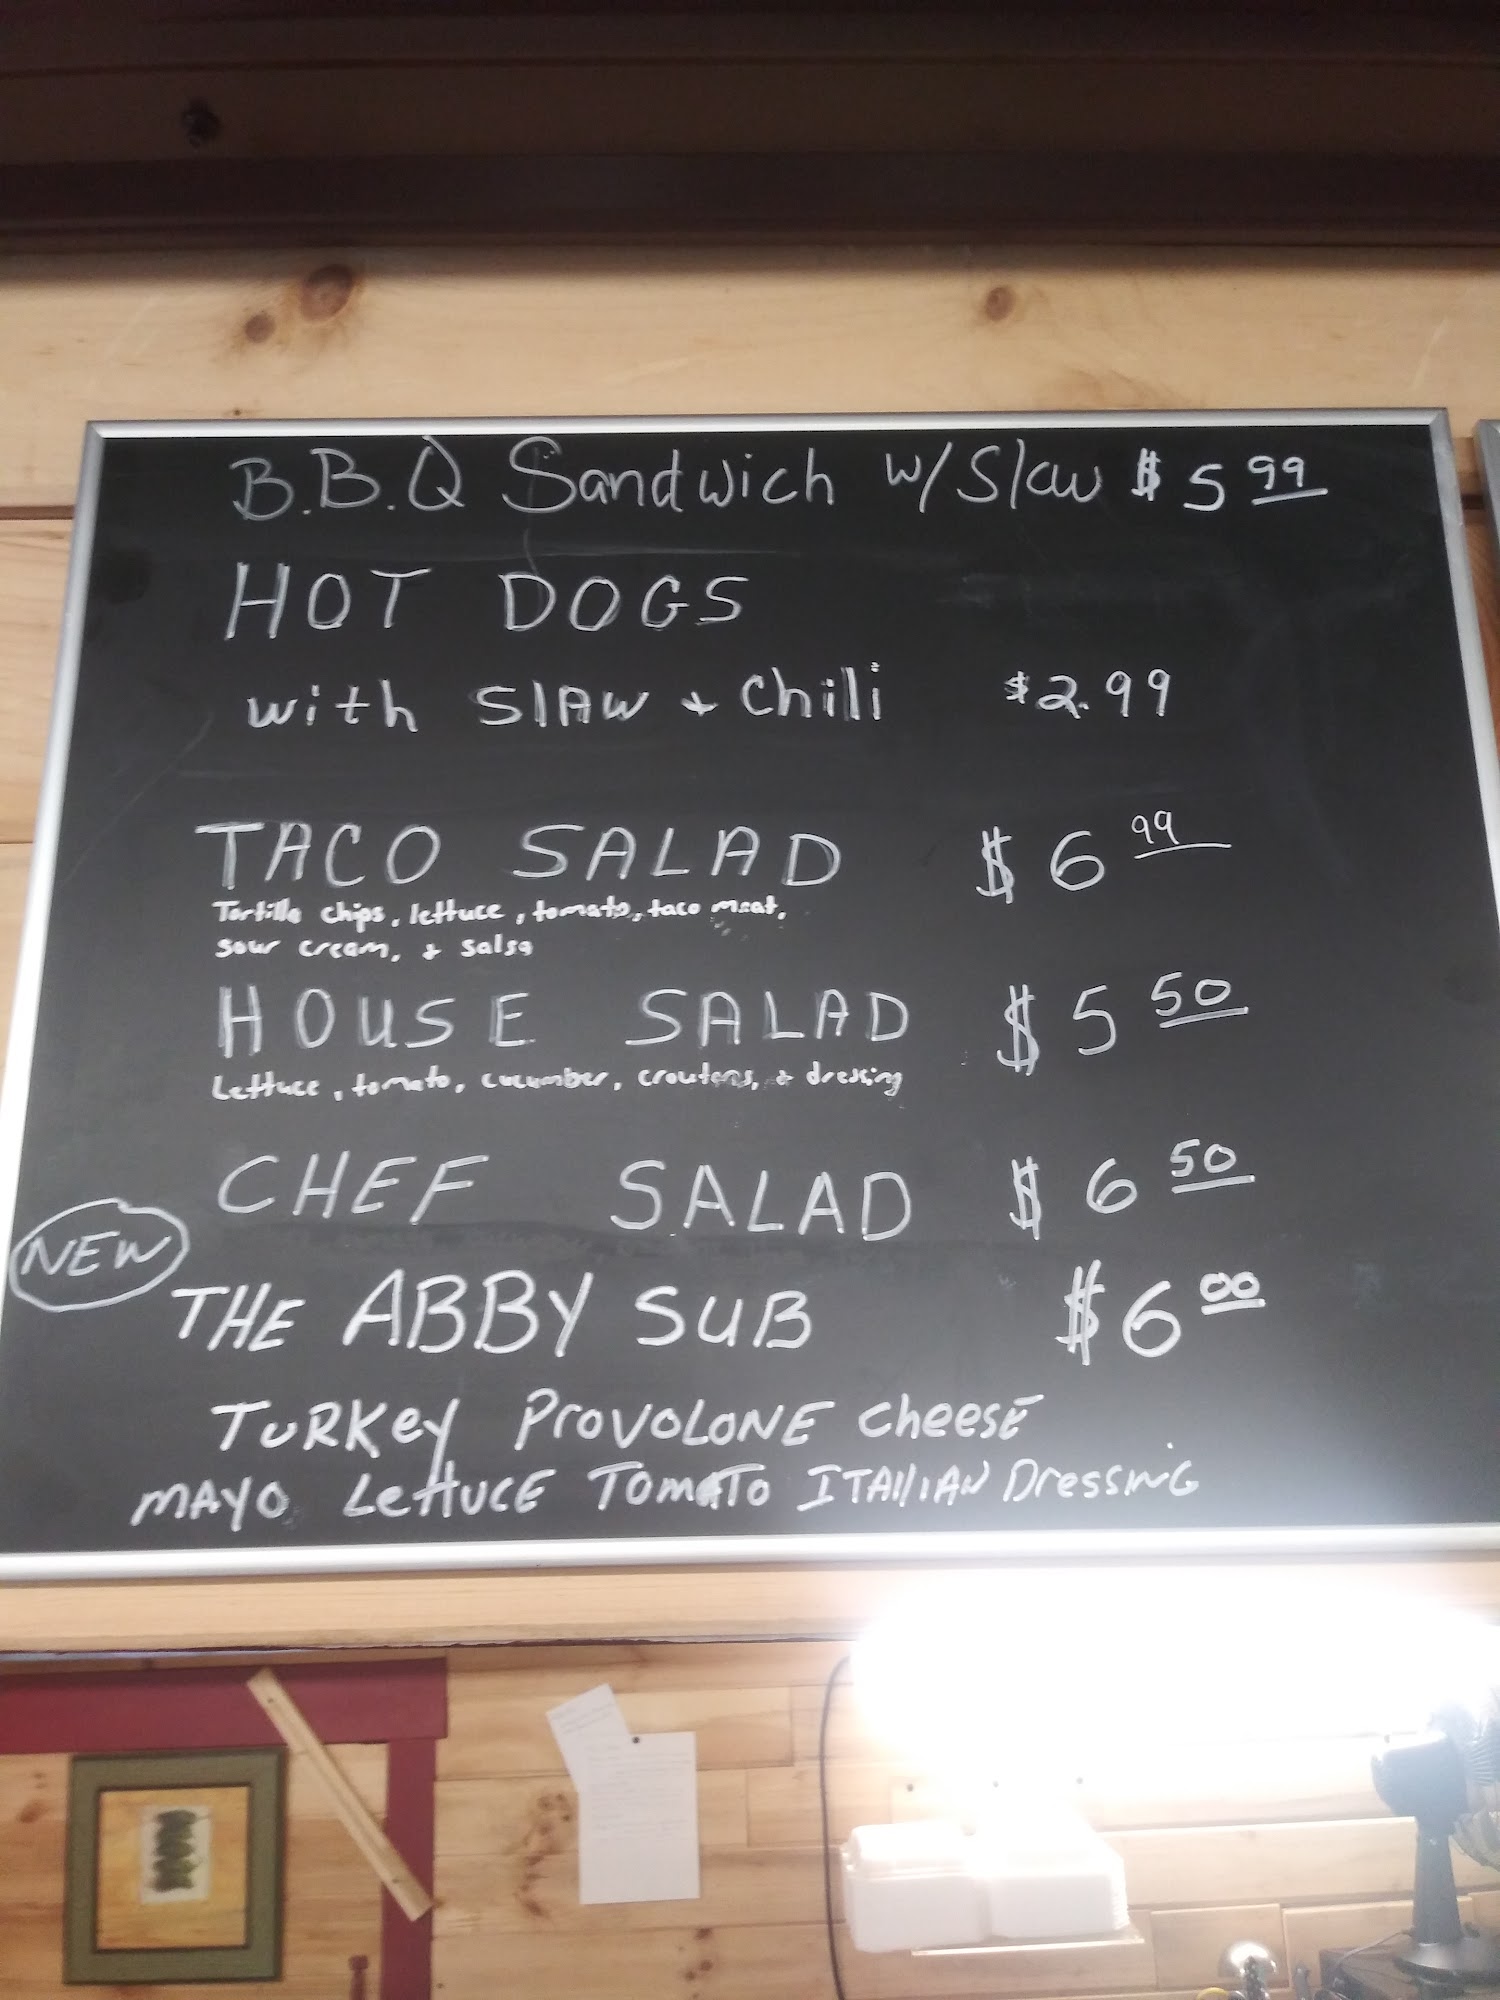 B.B.Q Sandwich w/Slaw $5 99
HOT DOGS
with SlAW + Chili $2.99
TACO SALAD $6 99
Tortilla chips, lettuce, tomato, taco meat,
sour cream, + salsa
HOUSE SALAD $5 50
Lettuce, tomato, cucumber, croutons, + dressing
CHEF SALAD $6 50
NEW
THE ABBY SUB $6 00
TURKey PrOVOLONE cheese
MAYO LettUCE TOMATO ITAlIAN DressiNG